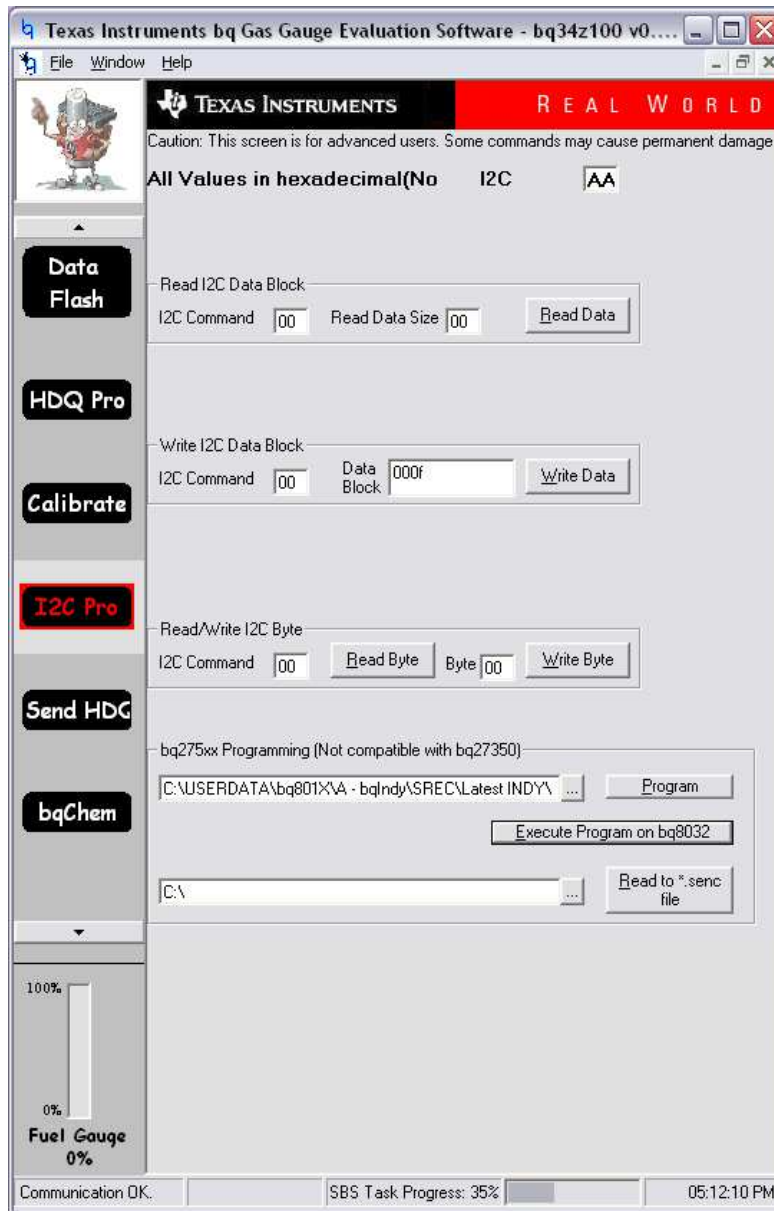 Texas Instruments bq Gas Gauge Evaluation Software - bq34z100 v0....
File Window Help
TEXAS INSTRUMENTS REAL WORLD
Caution: This screen is for advanced users. Some commands may cause permanent damage
All Values in hexadecimal(No I2C AA
Data
Flash
HDQ Pro
Calibrate
I2C Pro
Send HDG
bqChem
Read I2C Data Block
I2C Command 00 Read Data Size 00 Read Data
Write I2C Data Block
I2C Command 00 Data Block 000f Write Data
Read/Write I2C Byte
I2C Command 00 Read Byte Byte 00 Write Byte
bq275xx Programming (Not compatible with bq27350)
C:\USERDATA\bq801X\A - bqIndy\SREC\Latest INDY\ ... Program
Execute Program on bq8032
C:\ ... Read to *.senc
file
100%
0%
Fuel Gauge
0%
Communication OK. SBS Task Progress: 35% 05:12:10 PM